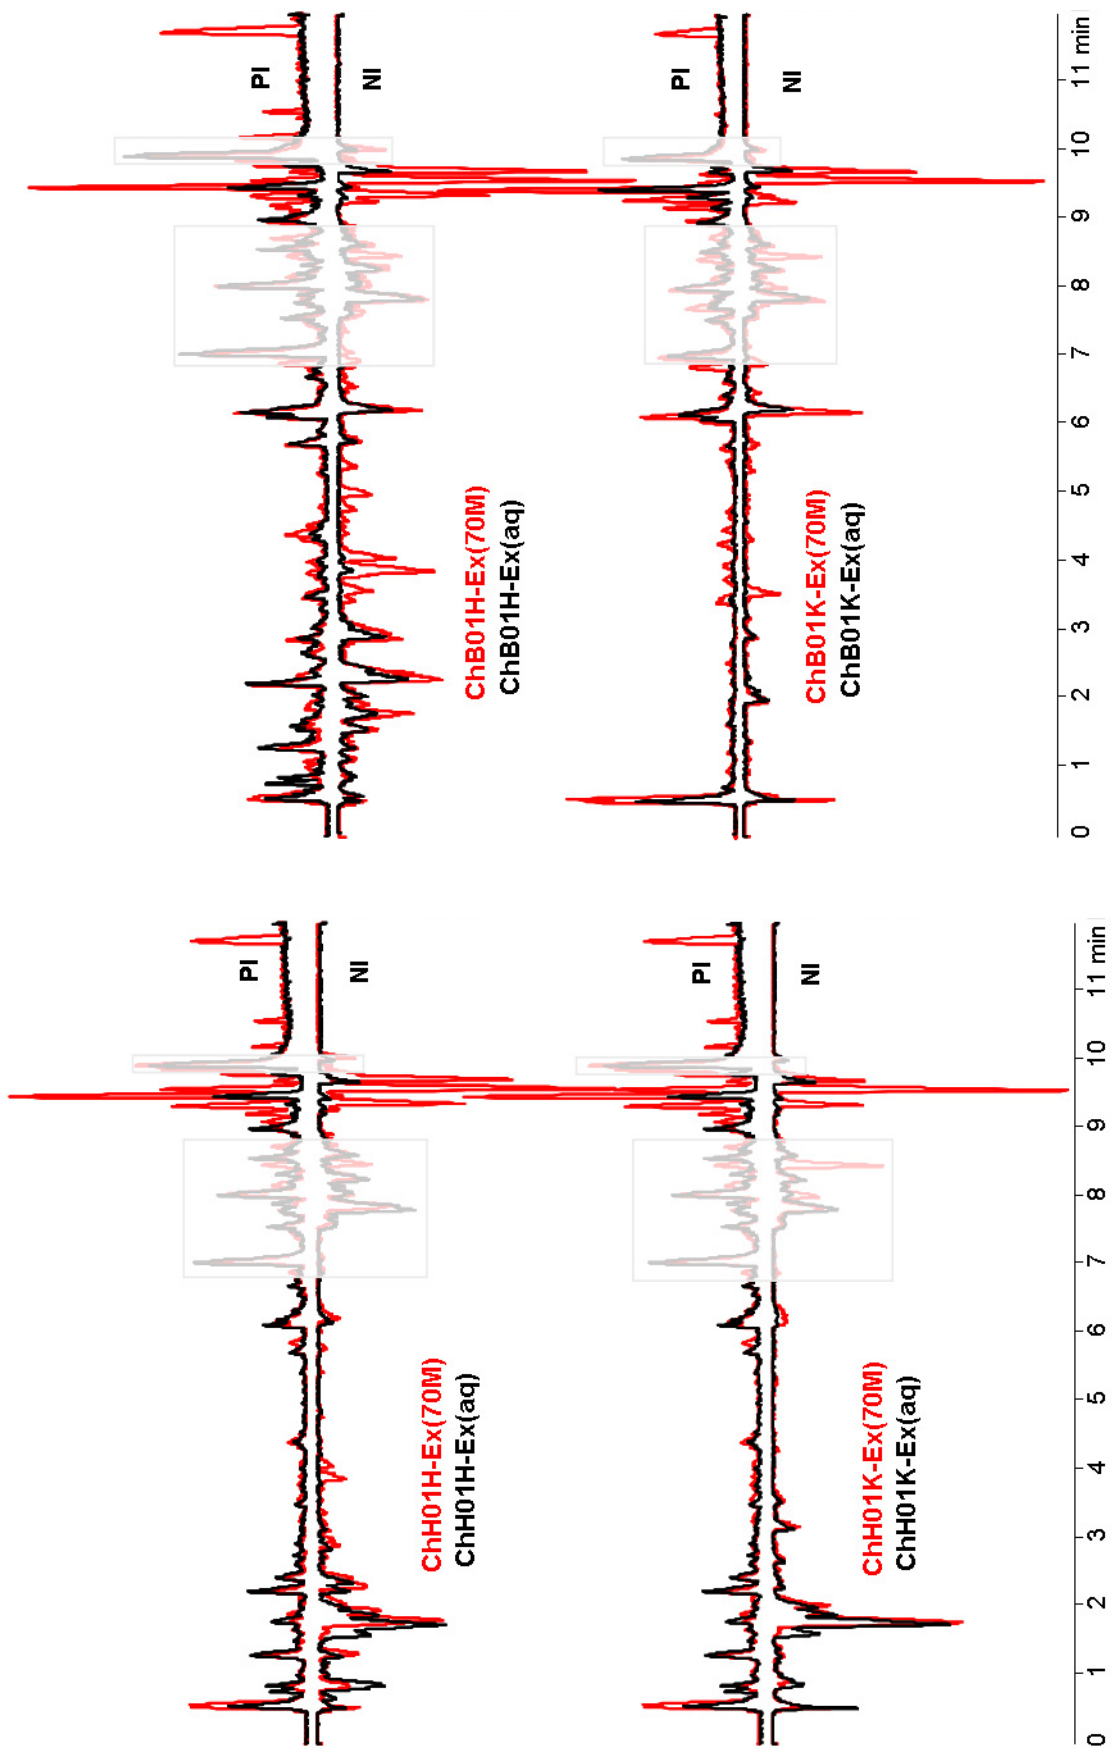 PI
NI
ChH01H-Ex(70M)
ChH01H-Ex(aq)
PI
NI
ChH01K-Ex(70M)
ChH01K-Ex(aq)
0 1 2 3 4 5 6 7 8 9 10 11 min
PI
NI
ChB01H-Ex(70M)
ChB01H-Ex(aq)
PI
NI
ChB01K-Ex(70M)
ChB01K-Ex(aq)
0 1 2 3 4 5 6 7 8 9 10 11 min